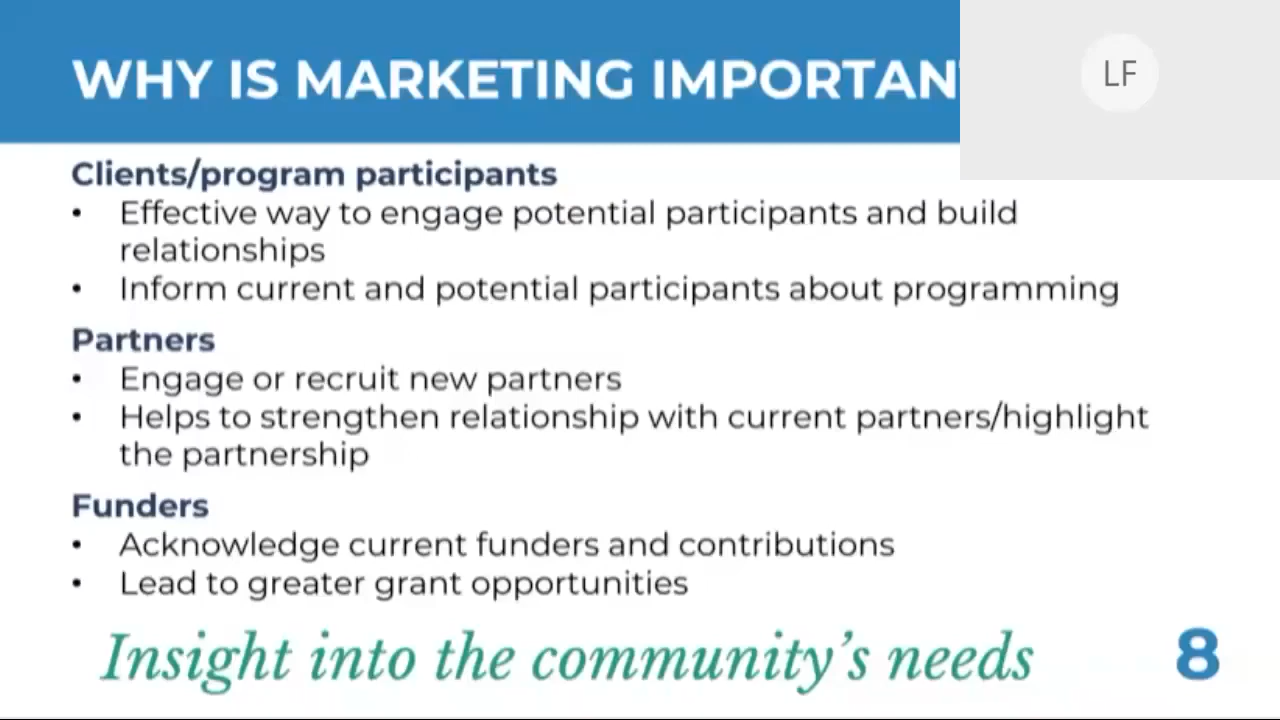 WHY IS MARKETING IMPORTANT
LF
Clients/program participants
• Effective way to engage potential participants and build
relationships
• Inform current and potential participants about programming
Partners
• Engage or recruit new partners
• Helps to strengthen relationship with current partners/highlight
the partnership
Funders
• Acknowledge current funders and contributions
• Lead to greater grant opportunities
Insight into the community’s needs
8